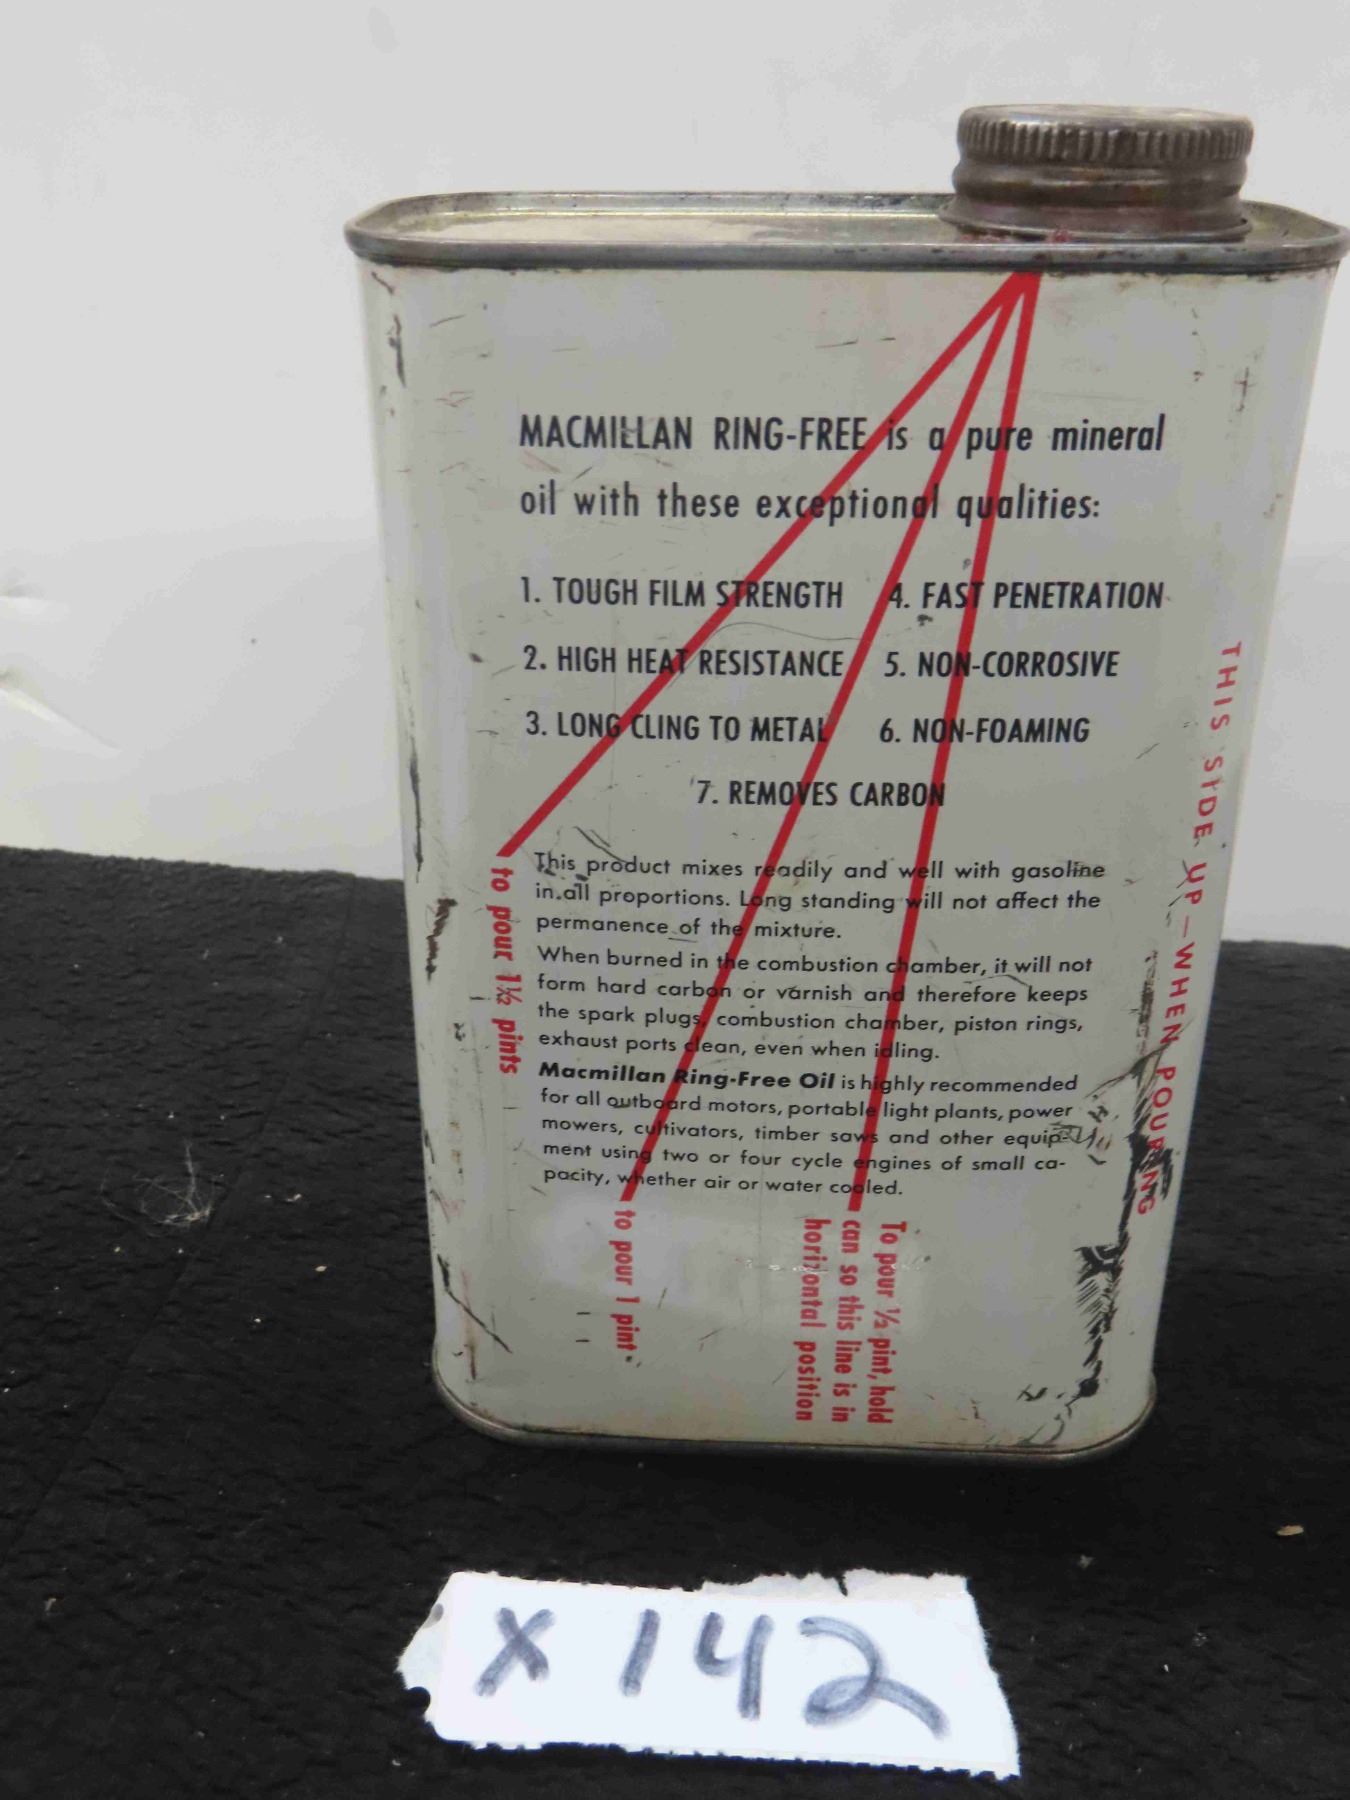 MACMILLAN RING-FREE is a pure mineral
oil with these exceptional qualities:
1. TOUGH FILM STRENGTH
2. HIGH HEAT RESISTANCE
3. LONG CLING TO METAL
4. FAST PENETRATION
5. NON-CORROSIVE
6. NON-FOAMING
7. REMOVES CARBON
This product mixes readily and well with gasoline
in all proportions. Long standing will not affect the
permanence of the mixture.
When burned in the combustion chamber, it will not
form hard carbon or varnish and therefore keeps
the spark plugs, combustion chamber, piston rings,
exhaust ports clean, even when idling.
Macmillan Ring-Free Oil is highly recommended
for all outboard motors, portable light plants, power
mowers, cultivators, timber saws and other equip-
ment using two or four cycle engines of small ca-
pacity, whether air or water cooled.
to pour 1½ pints
to pour 1 pint
To pour ½ pint, hold
can so this line is in
horizontal position
THIS SIDE UP—WHEN POURING
X142